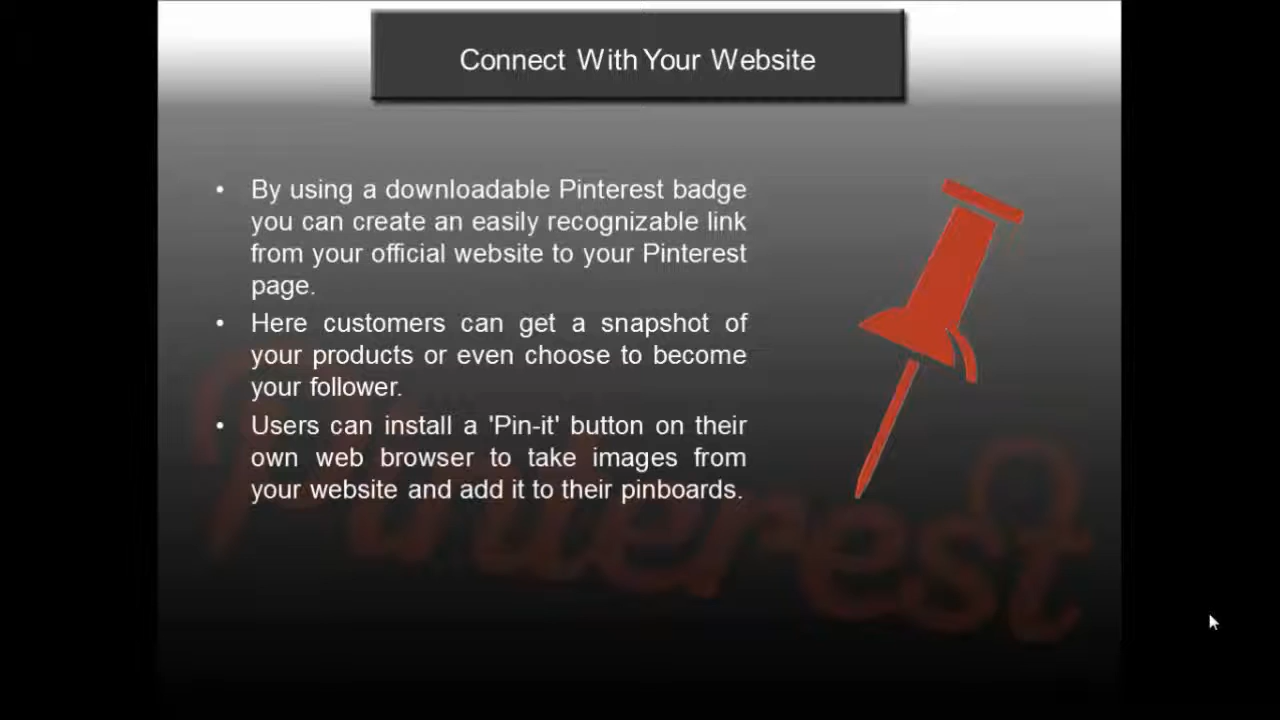 Connect With Your Website
• By using a downloadable Pinterest badge
you can create an easily recognizable link
from your official website to your Pinterest
page.
• Here customers can get a snapshot of
your products or even choose to become
your follower.
• Users can install a 'Pin-it' button on their
own web browser to take images from
your website and add it to their pinboards.
Pinterest